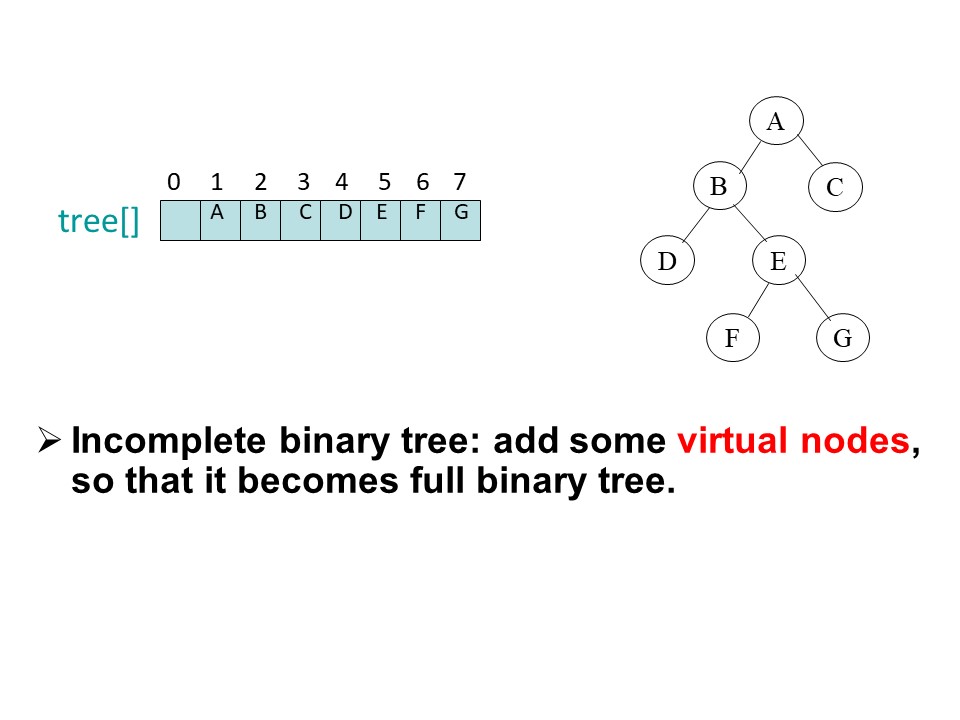 0 1 2 3 4 5 6 7
tree[] A B C D E F G
A
B C
D E
F G
➢ Incomplete binary tree: add some virtual nodes,
so that it becomes full binary tree.